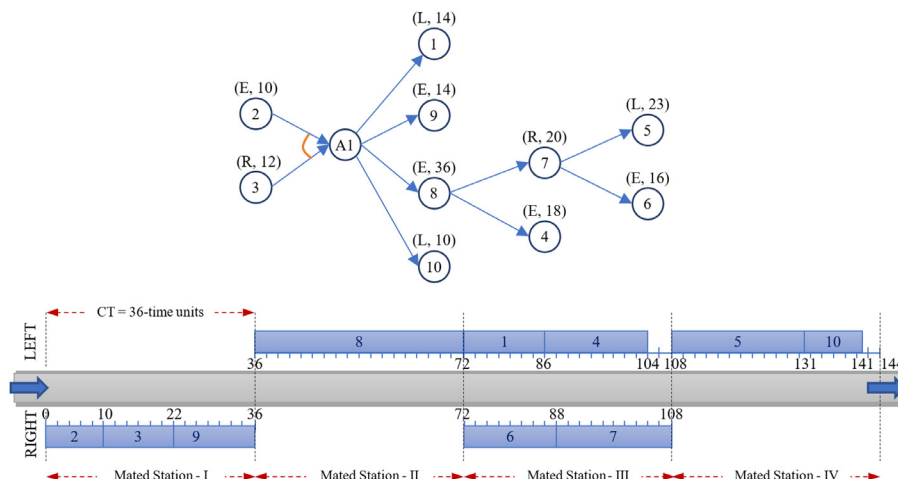 (L, 14)
1
(E, 10)
2
(E, 14)
9
(L, 23)
5
A1
(R, 20)
7
(R, 12)
3
(E, 36)
8
(E, 16)
6
(E, 18)
4
(L, 10)
10
CT = 36-time units
LEFT
8 1 4 5 10
36 72 86 104 108 131 141 144
0 10 22 36 72 88 108
RIGHT
2 3 9 6 7
Mated Station - I Mated Station - II Mated Station - III Mated Station - IV